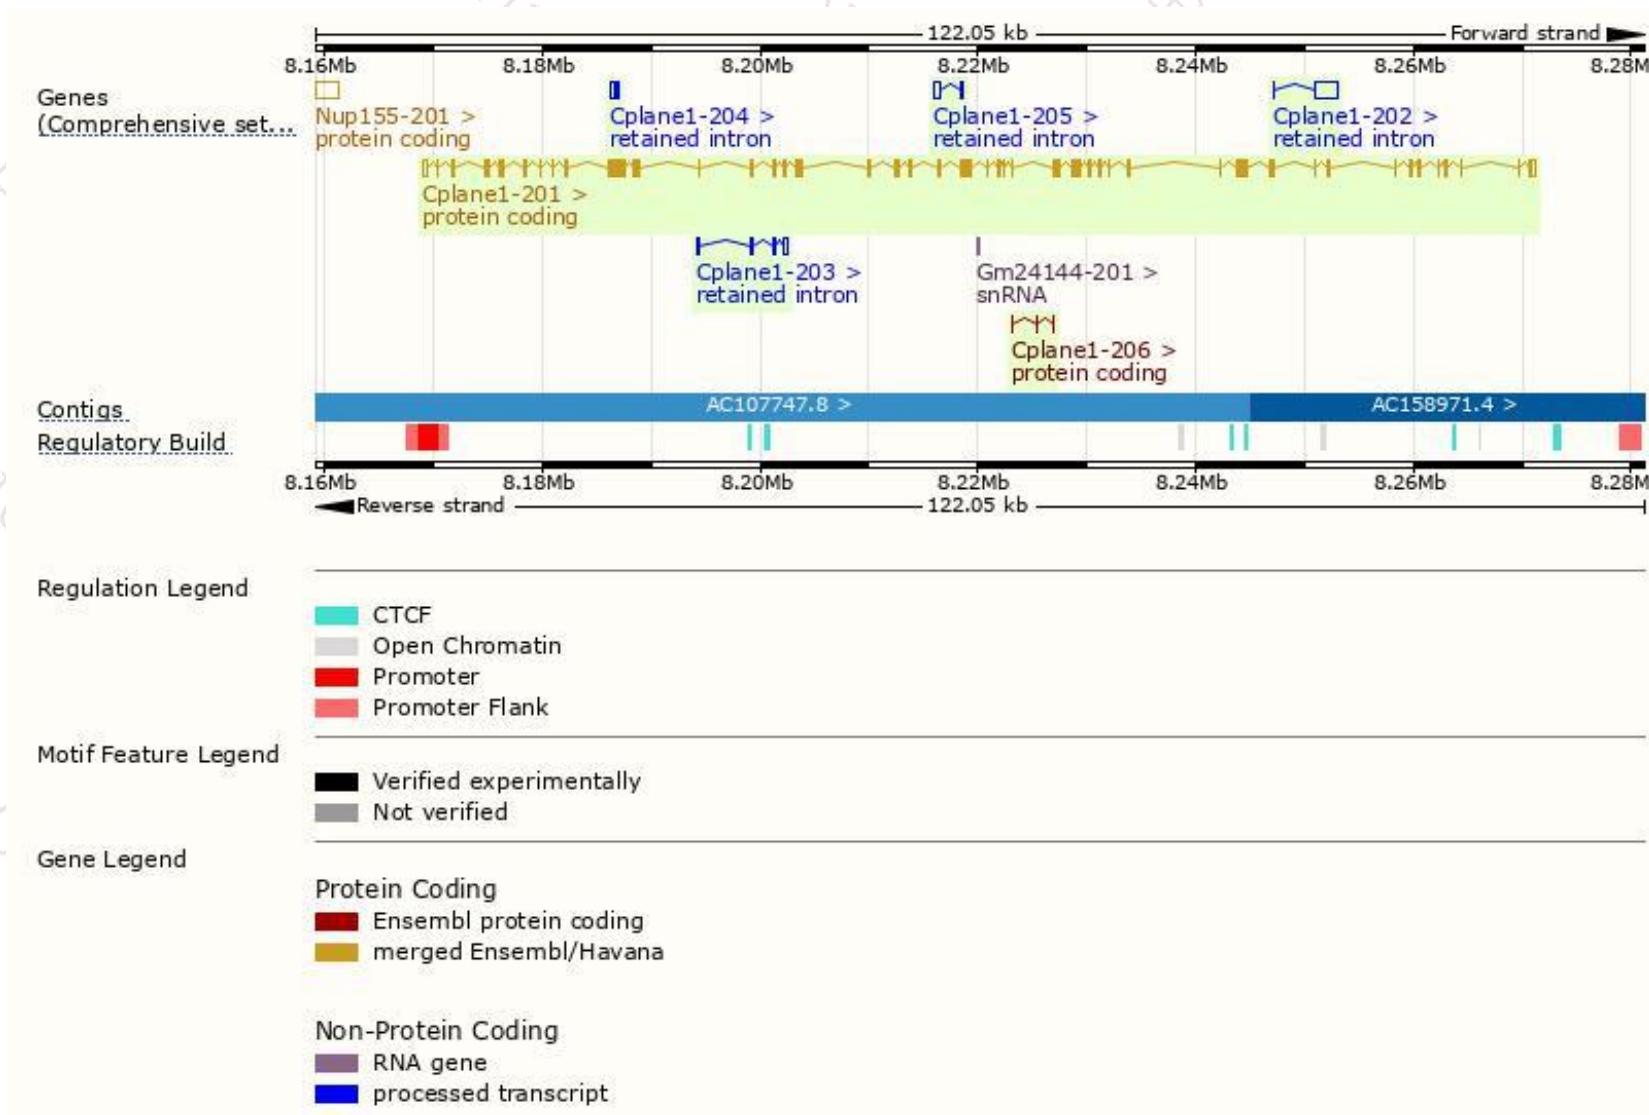 122.05 kb
Forward strand
8.16Mb 8.18Mb 8.20Mb 8.22Mb 8.24Mb 8.26Mb 8.28M
Genes
(Comprehensive set...
Nup155-201 >
protein coding
Cplane1-204 >
retained intron
Cplane1-205 >
retained intron
Cplane1-202 >
retained intron
Cplane1-201 >
protein coding
Cplane1-203 >
retained intron
Gm24144-201 >
snRNA
Cplane1-206 >
protein coding
Contigs
AC107747.8 >
AC158971.4 >
Regulatory Build
8.16Mb 8.18Mb 8.20Mb 8.22Mb 8.24Mb 8.26Mb 8.28M
Reverse strand
122.05 kb
Regulation Legend
CTCF
Open Chromatin
Promoter
Promoter Flank
Motif Feature Legend
Verified experimentally
Not verified
Gene Legend
Protein Coding
Ensembl protein coding
merged Ensembl/Havana
Non-Protein Coding
RNA gene
processed transcript